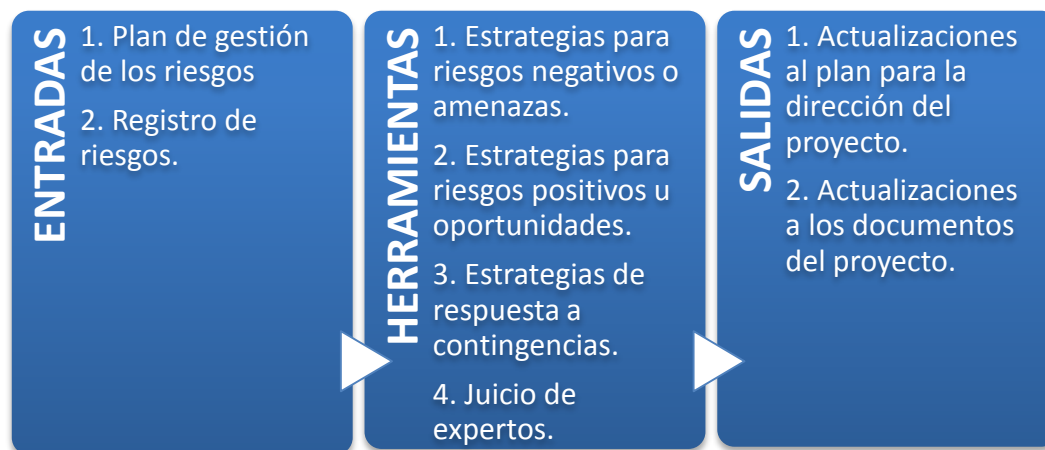 ENTRADAS
1. Plan de gestión
de los riesgos
2. Registro de
riesgos.
HERRAMIENTAS
1. Estrategias para
riesgos negativos o
amenazas.
2. Estrategias para
riesgos positivos u
oportunidades.
3. Estrategias de
respuesta a
contingencias.
4. Juicio de
expertos.
SALIDAS
1. Actualizaciones
al plan para la
dirección del
proyecto.
2. Actualizaciones
a los documentos
del proyecto.